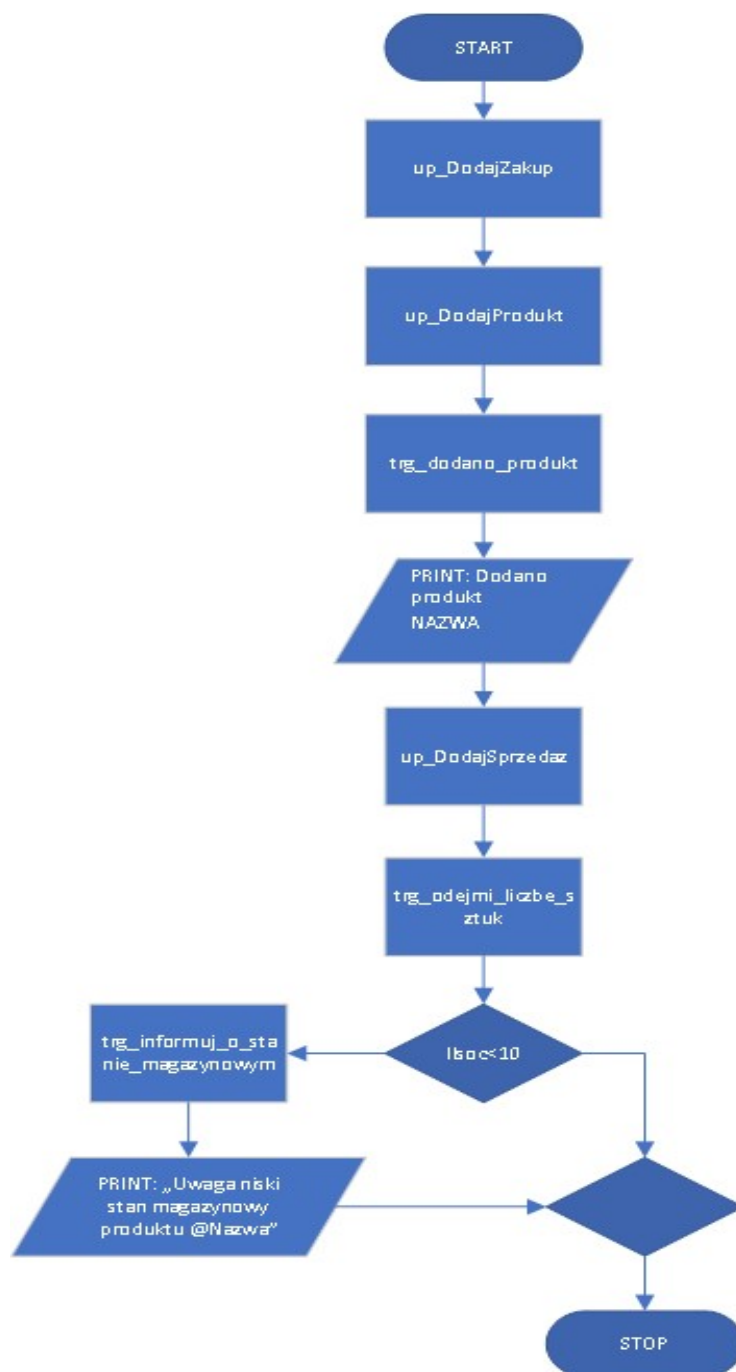 START
up_DodajZakup
up_DodajProdukt
trg_dodano_produkt
PRINT: Dodano
produkt
NAZWA
up_DodajSprzedaz
trg_odejmi_liczbe_s
ztuk
Ilsoc<10
trg_informuj_o_sta
nie_magazynowym
PRINT: „Uwaga niski
stan magazynowy
produktu @Nazwa”
STOP